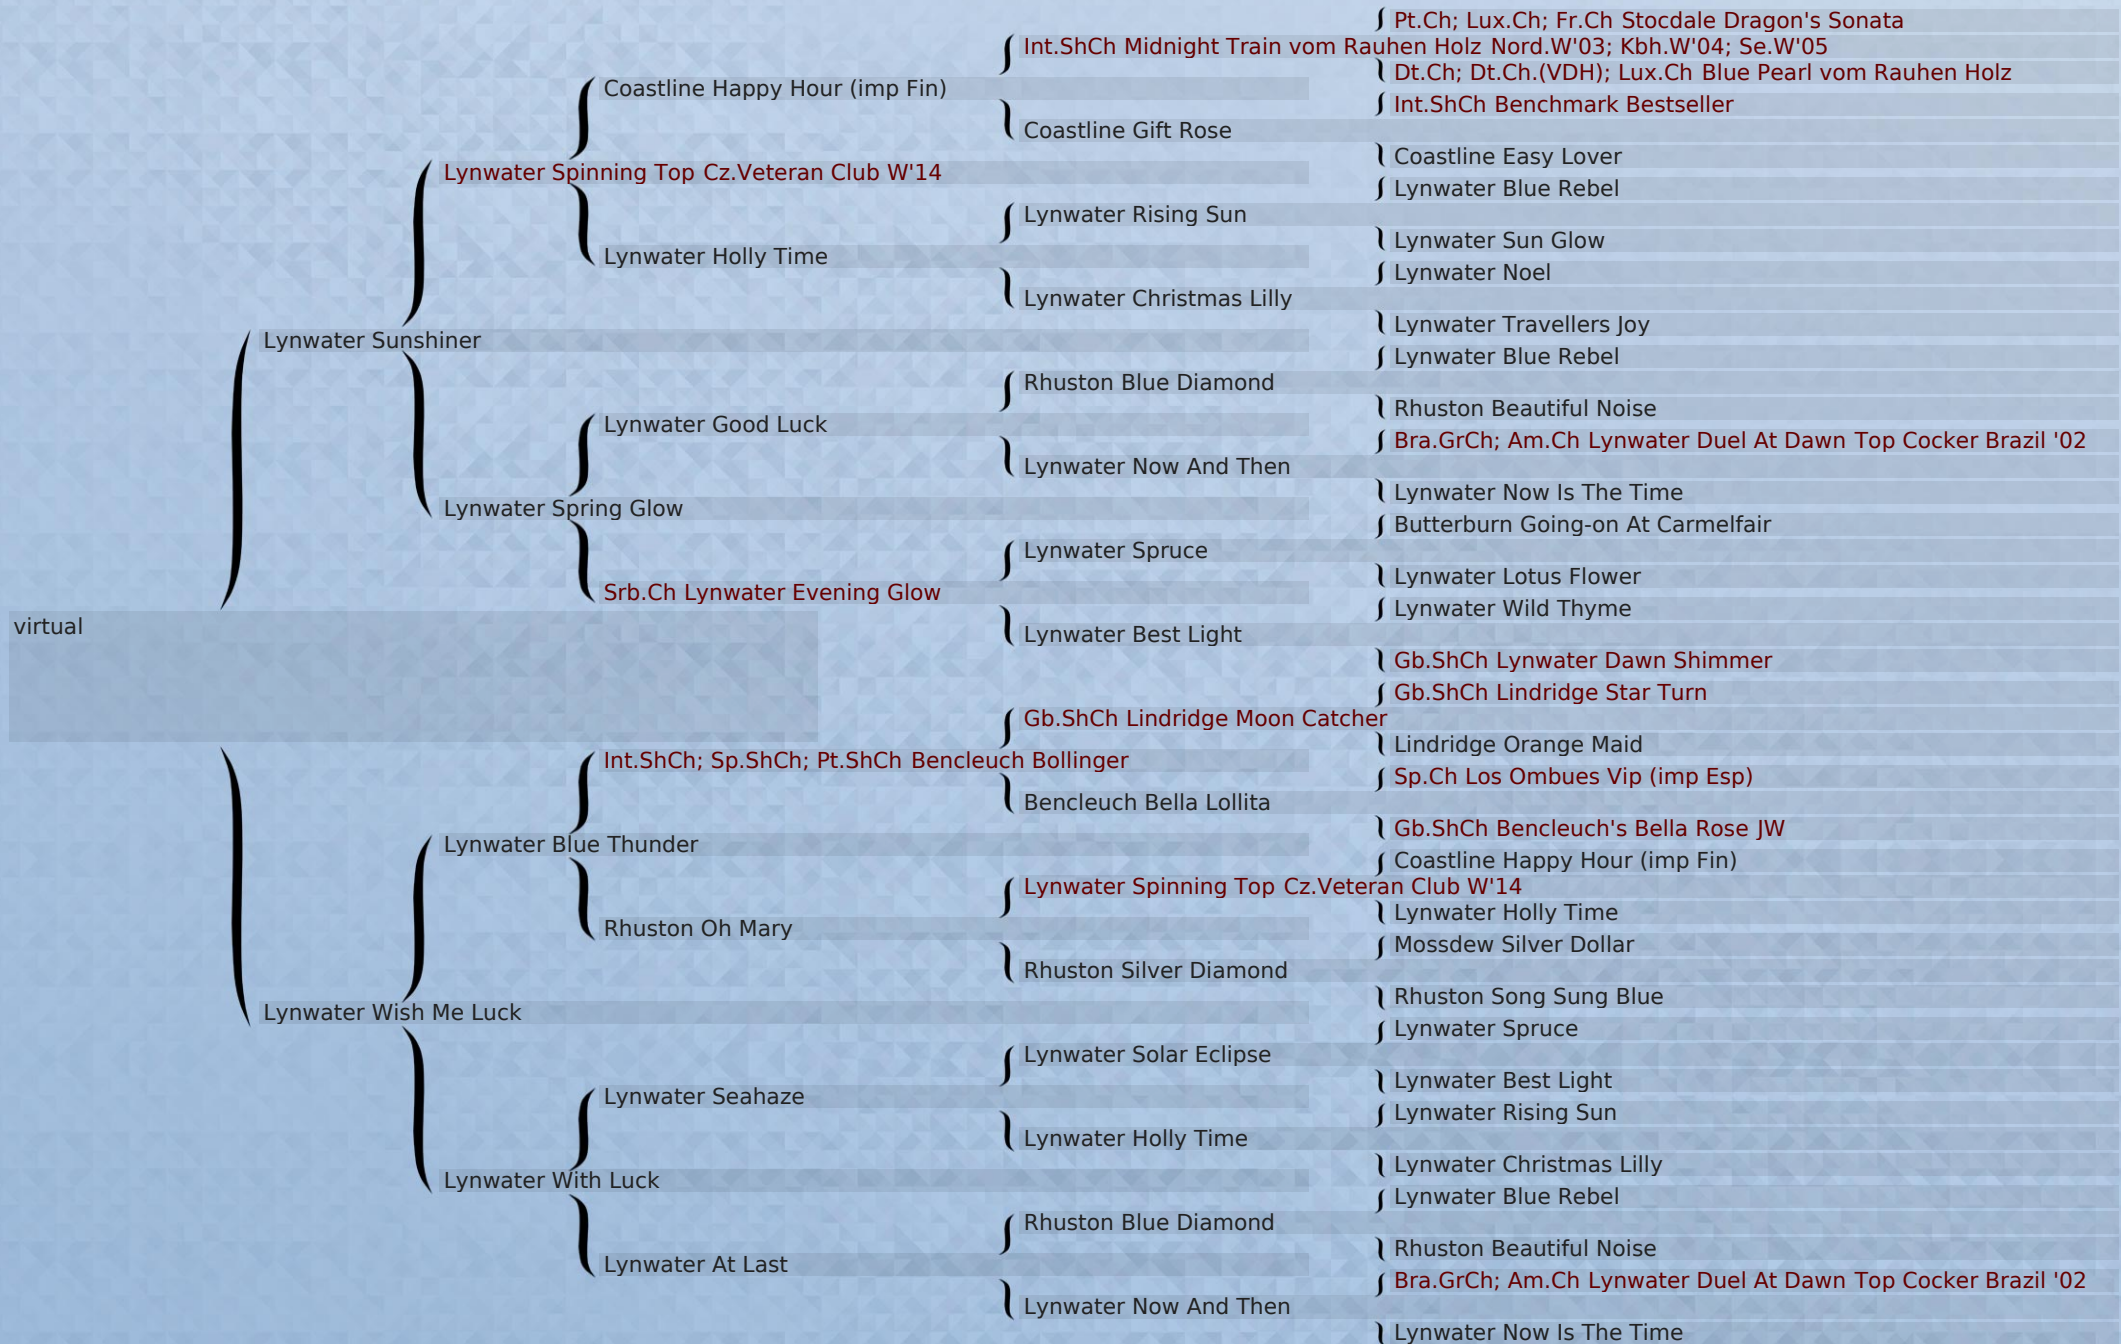 Pt.Ch; Lux.Ch; Fr.Ch Stocdale Dragon's Sonata
Int.ShCh Midnight Train vom Rauhen Holz Nord.W'03; Kbh.W'04; Se.W'05
Dt.Ch; Dt.Ch.(VDH); Lux.Ch Blue Pearl vom Rauhen Holz
Coastline Happy Hour (imp Fin)
Int.ShCh Benchmark Bestseller
Coastline Gift Rose
Coastline Easy Lover
Lynwater Spinning Top Cz.Veteran Club W'14
Lynwater Blue Rebel
Lynwater Rising Sun
Lynwater Sun Glow
Lynwater Holly Time
Lynwater Noel
Lynwater Christmas Lilly
Lynwater Travellers Joy
Lynwater Sunshiner
Lynwater Blue Rebel
Rhuston Blue Diamond
Rhuston Beautiful Noise
Lynwater Good Luck
Bra.GrCh; Am.Ch Lynwater Duel At Dawn Top Cocker Brazil '02
Lynwater Now And Then
Lynwater Now Is The Time
Lynwater Spring Glow
Butterburn Going-on At Carmelfair
Lynwater Spruce
Lynwater Lotus Flower
Srb.Ch Lynwater Evening Glow
Lynwater Wild Thyme
virtual
Lynwater Best Light
Gb.ShCh Lynwater Dawn Shimmer
Gb.ShCh Lindridge Star Turn
Gb.ShCh Lindridge Moon Catcher
Lindridge Orange Maid
Int.ShCh; Sp.ShCh; Pt.ShCh Bencleuch Bollinger
Sp.Ch Los Ombues Vip (imp Esp)
Bencleuch Bella Lollita
Gb.ShCh Bencleuch's Bella Rose JW
Lynwater Blue Thunder
Coastline Happy Hour (imp Fin)
Lynwater Spinning Top Cz.Veteran Club W'14
Lynwater Holly Time
Rhuston Oh Mary
Mossdew Silver Dollar
Rhuston Silver Diamond
Rhuston Song Sung Blue
Lynwater Wish Me Luck
Lynwater Spruce
Lynwater Solar Eclipse
Lynwater Best Light
Lynwater Seahaze
Lynwater Rising Sun
Lynwater Holly Time
Lynwater Christmas Lilly
Lynwater With Luck
Lynwater Blue Rebel
Rhuston Blue Diamond
Rhuston Beautiful Noise
Lynwater At Last
Bra.GrCh; Am.Ch Lynwater Duel At Dawn Top Cocker Brazil '02
Lynwater Now And Then
Lynwater Now Is The Time